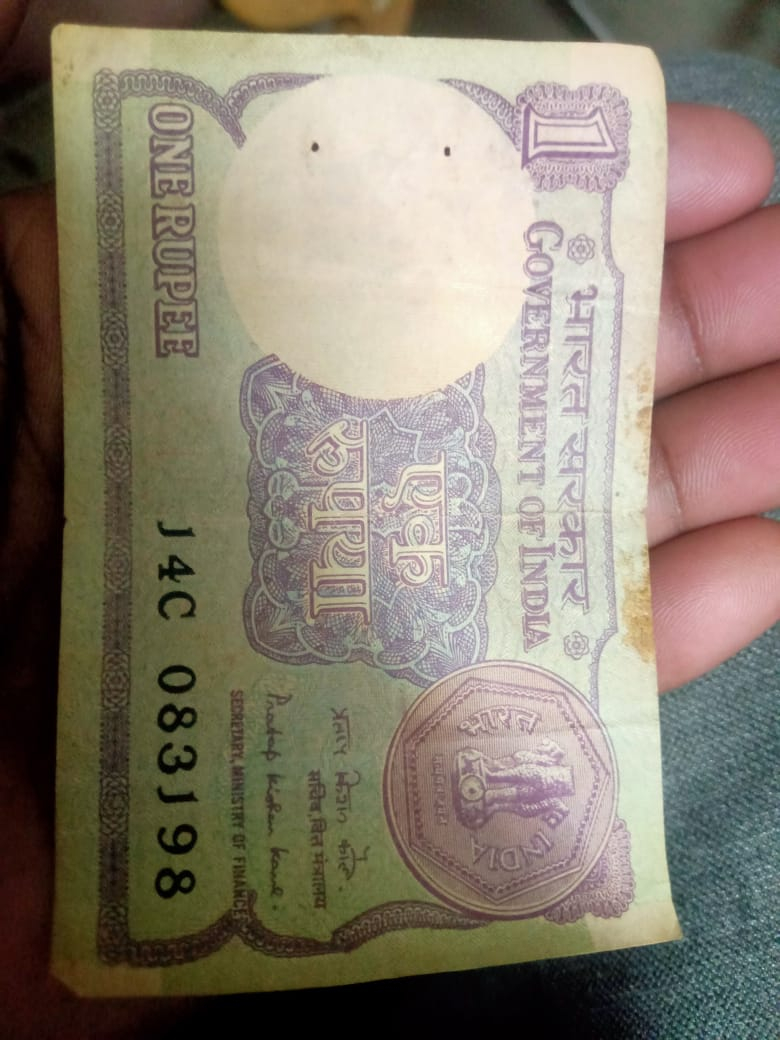 1
भारत सरकार
GOVERNMENT OF INDIA
भारत
INDIA
एक
रुपया
प्रताप किशन कौल.
सचिव, वित्त मंत्रालय
Pratap Kishen Kaul.
SECRETARY, MINISTRY OF FINANCE
ONE RUPEE
J4C 083198